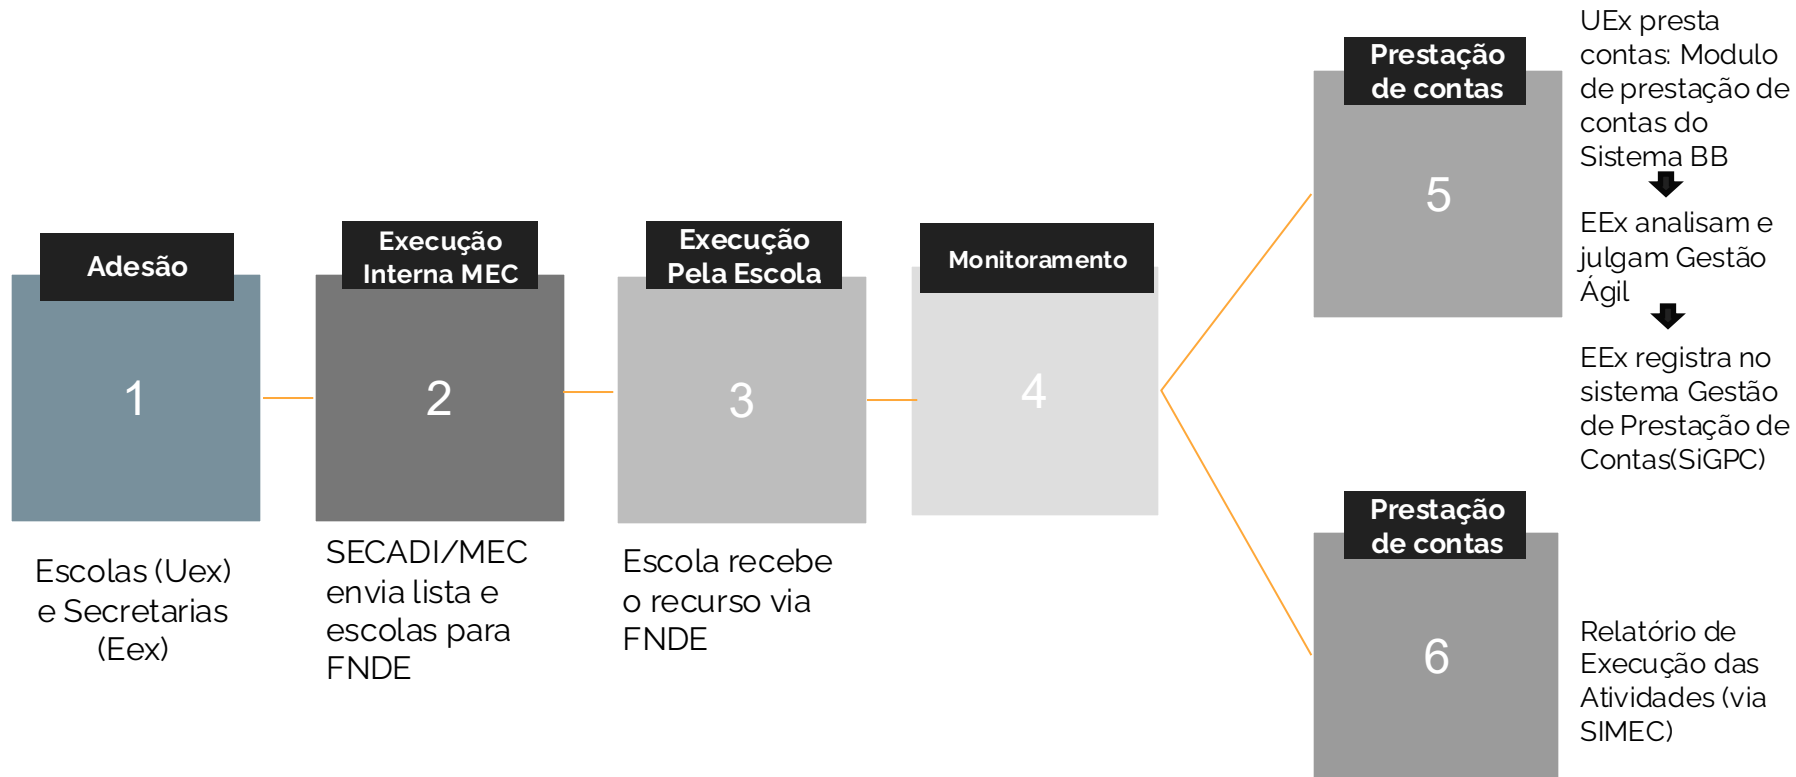 Adesão
1
Escolas (Uex)
e Secretarias
(Eex)
Execução
Interna MEC
2
SECADI/MEC
envia lista e
escolas para
FNDE
Execução
Pela Escola
3
Escola recebe
o recurso via
FNDE
Monitoramento
4
Prestação
de contas
5
UEx presta
contas: Modulo
de prestação de
contas do
Sistema BB
EEx analisam e
julgam Gestão
Ágil
EEx registra no
sistema Gestão
de Prestação de
Contas(SiGPC)
Prestação
de contas
6
Relatório de
Execução das
Atividades (via
SIMEC)